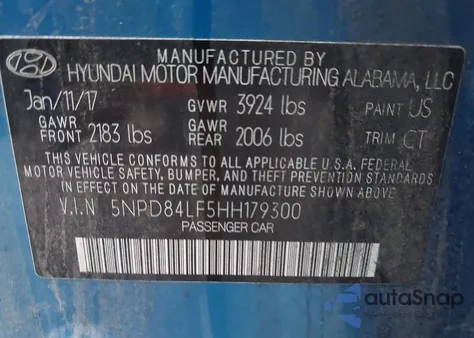 MANUFACTURED BY
HYUNDAI MOTOR MANUFACTURING ALABAMA, LLC
Jan/11/17 GVWR 3924 lbs PAINT US
GAWR FRONT 2183 lbs GAWR REAR 2006 lbs TRIM CT
THIS VEHICLE CONFORMS TO ALL APPLICABLE U.S.A. FEDERAL
MOTOR VEHICLE SAFETY, BUMPER, AND THEFT PREVENTION STANDARDS
IN EFFECT ON THE DATE OF MANUFACTURE SHOWN ABOVE.
V.I.N 5NPD84LF5HH179300
PASSENGER CAR
autoSnap